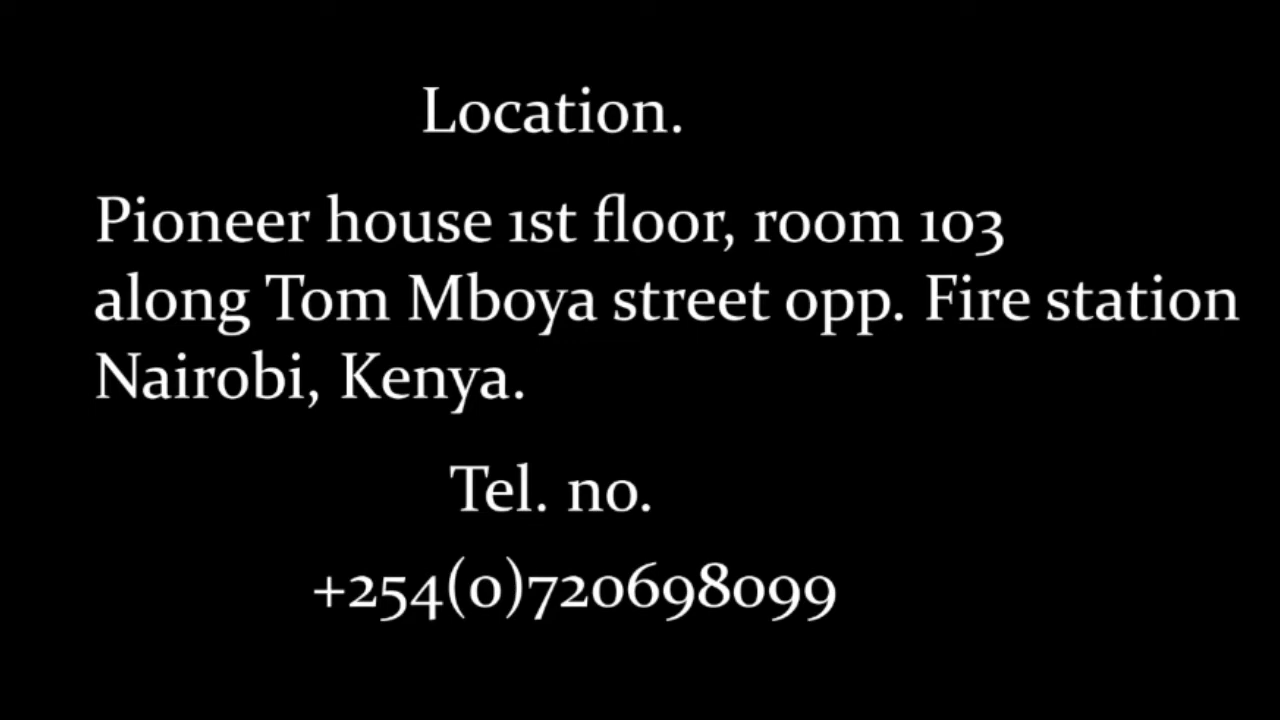 Location.
Pioneer house 1st floor, room 103
along Tom Mboya street opp. Fire station
Nairobi, Kenya.
Tel. no.
+254(0)720698099